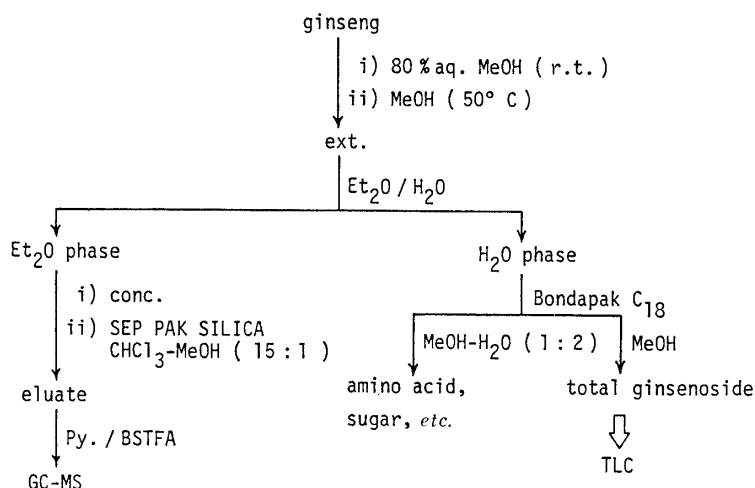 ginseng
i) 80 % aq. MeOH ( r.t. )
ii) MeOH ( 50° C )
ext.
Et₂O / H₂O
Et₂O phase
H₂O phase
i) conc.
ii) SEP PAK SILICA
CHCl₃-MeOH ( 15 : 1 )
Bondapak C₁₈
MeOH-H₂O ( 1 : 2 )
MeOH
eluate
amino acid,
sugar, etc.
total ginsenoside
Py. / BSTFA
TLC
GC-MS